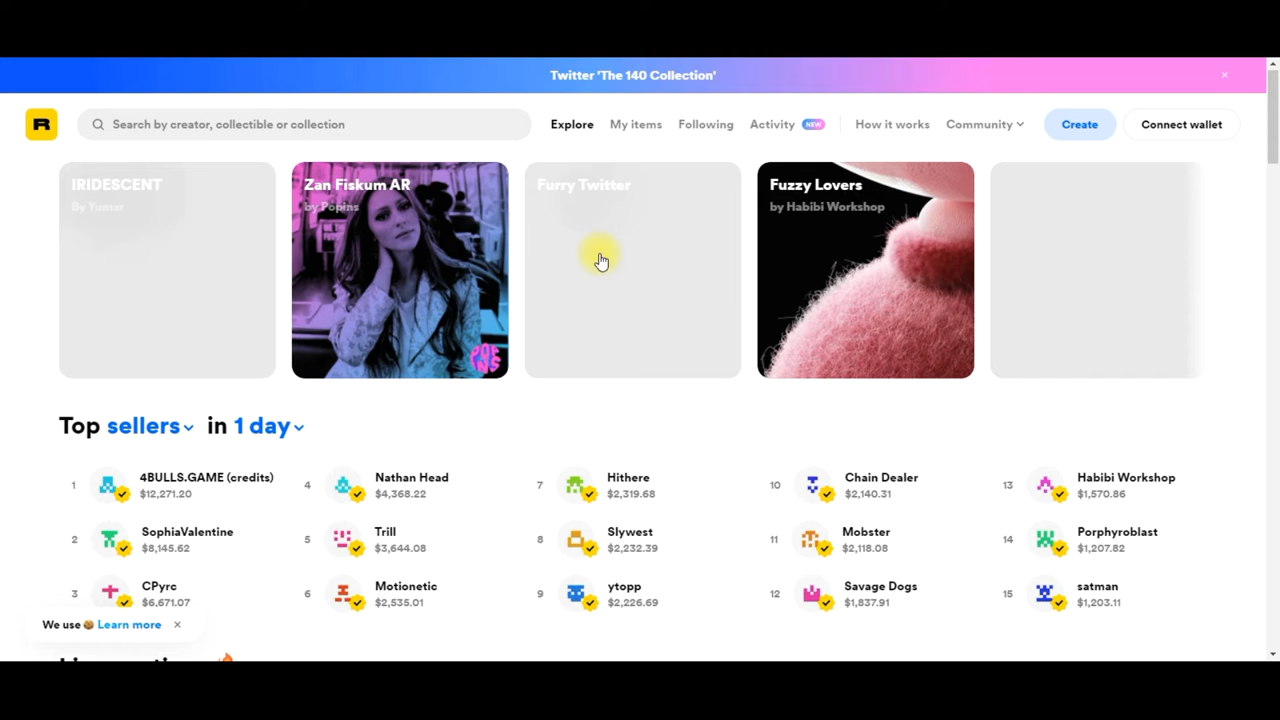 Twitter 'The 140 Collection'
R
Search by creator, collectible or collection
Explore
My items
Following
Activity
NEW
How it works
Community
Create
Connect wallet
IRIDESCENT
By Yumar
Zan Fiskum AR
by Popins
Furry Twitter
Fuzzy Lovers
by Habibi Workshop
POPINS
Top sellers in 1 day
1
4BULLS.GAME (credits)
$12,271.20
2
SophiaValentine
$8,145.62
3
CPyrc
$6,671.07
4
Nathan Head
$4,368.22
5
Trill
$3,644.08
6
Motionetic
$2,535.01
7
Hithere
$2,319.68
8
Slywest
$2,232.39
9
ytopp
$2,226.69
10
Chain Dealer
$2,140.31
11
Mobster
$2,118.08
12
Savage Dogs
$1,837.91
13
Habibi Workshop
$1,570.86
14
Porphyroblast
$1,207.82
15
satman
$1,203.11
We use 🍪 Learn more